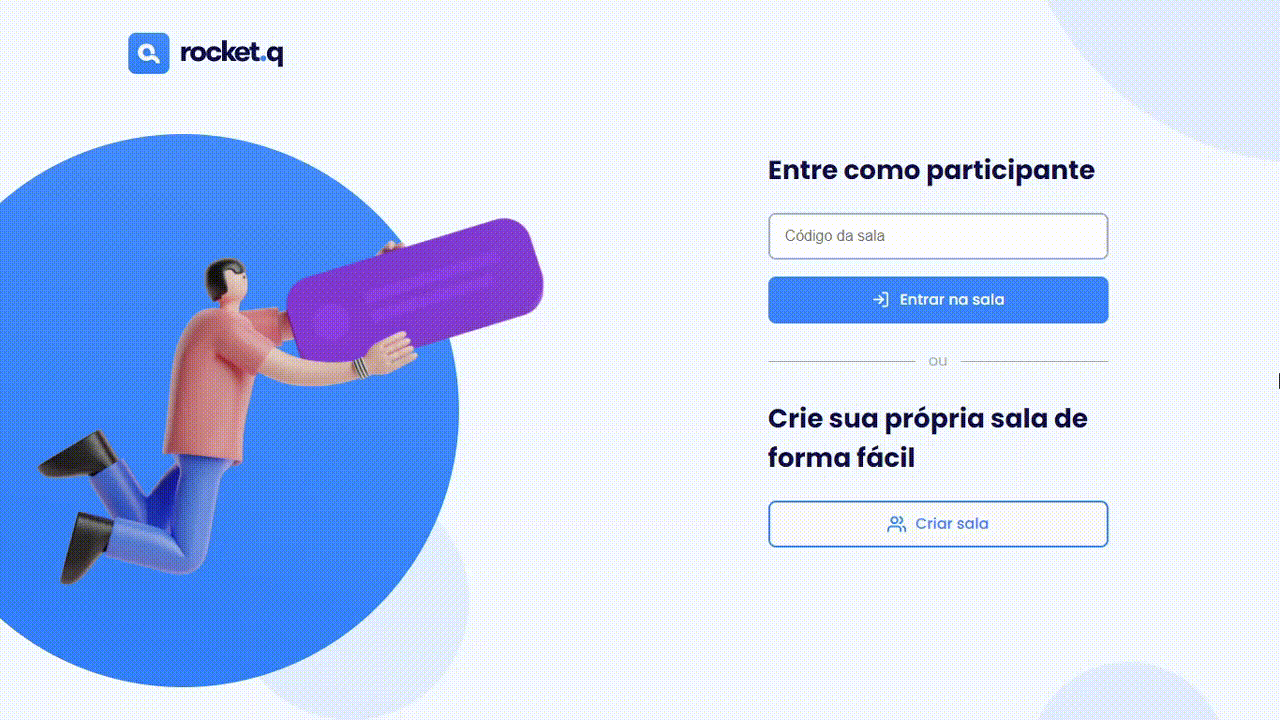 rocket.q
Entre como participante
Código da sala
Entrar na sala
ou
Crie sua própria sala de
forma fácil
Criar sala